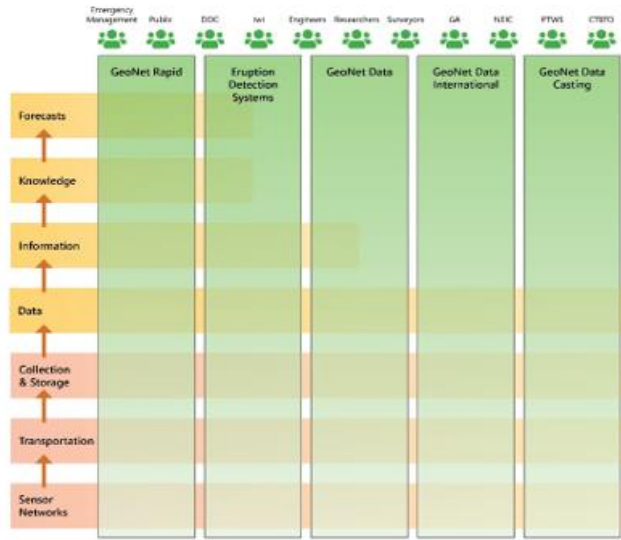 Emergency Management Public DOC iwi Engineers Researchers Surveyors GA NEIC PTWS CTBTO
GeoNet Rapid
Eruption
Detection
Systems
GeoNet Data
GeoNet Data
International
GeoNet Data
Casting
Forecasts
Knowledge
Information
Data
Collection
& Storage
Transportation
Sensor
Networks